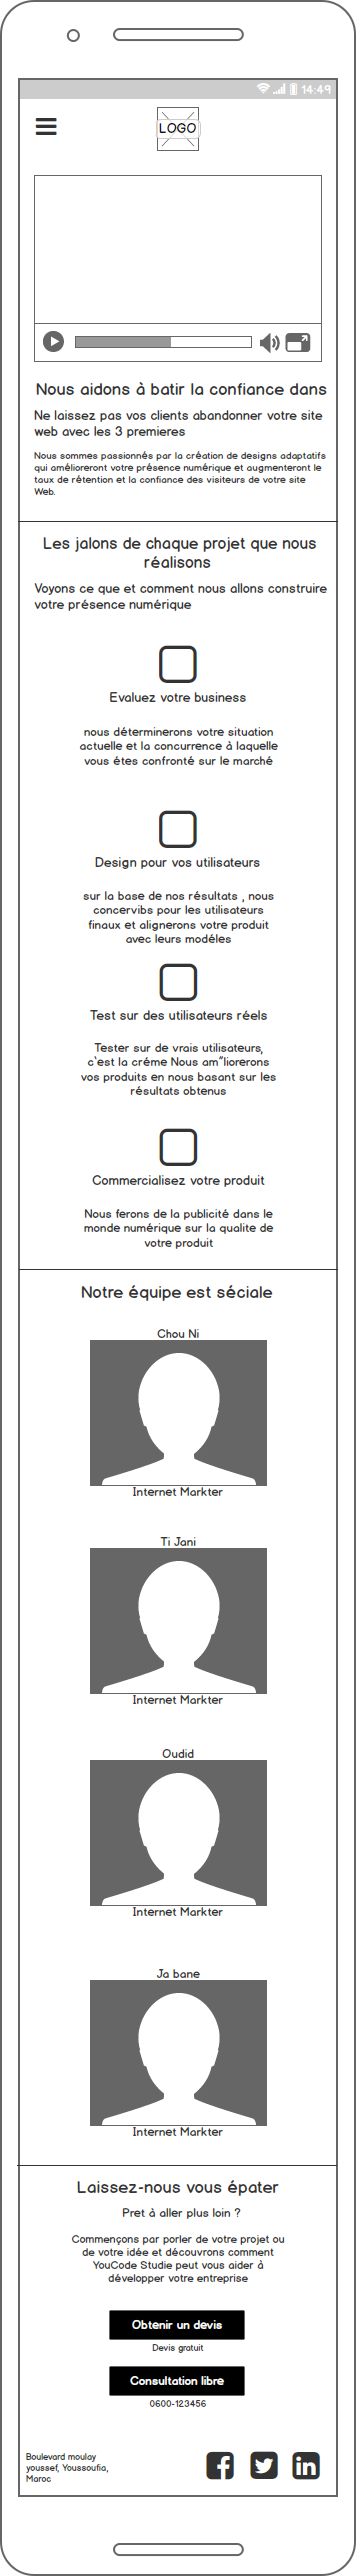 14:49
LOGO
Nous aidons à batir la confiance dans
Ne laissez pas vos clients abandonner votre site
web avec les 3 premieres
Nous sommes passionnés par la création de designs adaptatifs
qui amélioreront votre présence numérique et augmenteront le
taux de rétention et la confiance des visiteurs de votre site
Web.
Les jalons de chaque projet que nous
réalisons
Voyons ce que et comment nous allons construire
votre présence numérique
Evaluez votre business
nous déterminerons votre situation
actuelle et la concurrence à laquelle
vous étes confronté sur le marché
Design pour vos utilisateurs
sur la base de nos résultats , nous
concervibs pour les utilisateurs
finaux et alignerons votre produit
avec leurs modéles
Test sur des utilisateurs réels
Tester sur de vrais utilisateurs,
c'est la créme Nous am"liorerons
vos produits en nous basant sur les
résultats obtenus
Commercialisez votre produit
Nous ferons de la publicité dans le
monde numérique sur la qualite de
votre produit
Notre équipe est séciale
Chou Ni
Internet Markter
Ti Jani
Internet Markter
Oudid
Internet Markter
Ja bane
Internet Markter
Laissez-nous vous épater
Pret à aller plus loin ?
Commençons par porler de votre projet ou
de votre idée et découvrons comment
YouCode Studie peut vous aider à
développer votre entreprise
Obtenir un devis
Devis gratuit
Consultation libre
0600-123456
Boulevard moulay
youssef, Youssoufia,
Maroc